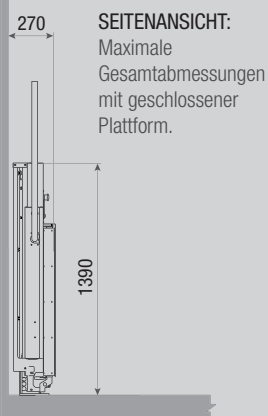 270
SEITENANSICHT:
Maximale
Gesamtabmessungen
mit geschlossener
Plattform.
1390